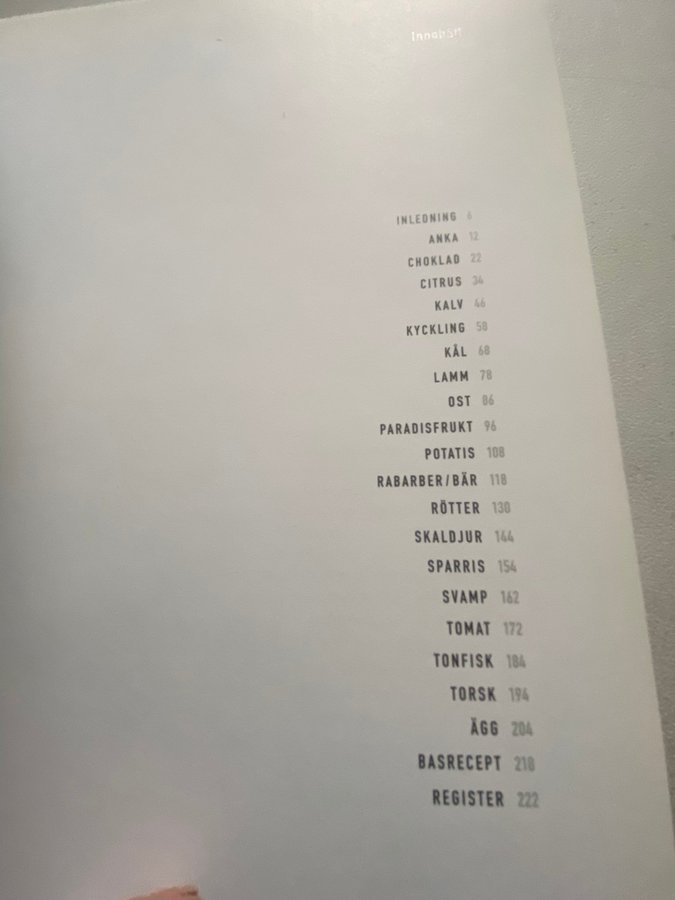 Innehåll
INLEDNING 6
ANKA 12
CHOKLAD 22
CITRUS 34
KALV 46
KYCKLING 58
KÅL 68
LAMM 78
OST 86
PARADISFRUKT 96
POTATIS 108
RABARBER/BÄR 118
RÖTTER 130
SKALDJUR 144
SPARRIS 154
SVAMP 162
TOMAT 172
TONFISK 184
TORSK 194
ÄGG 204
BASRECEPT 218
REGISTER 222